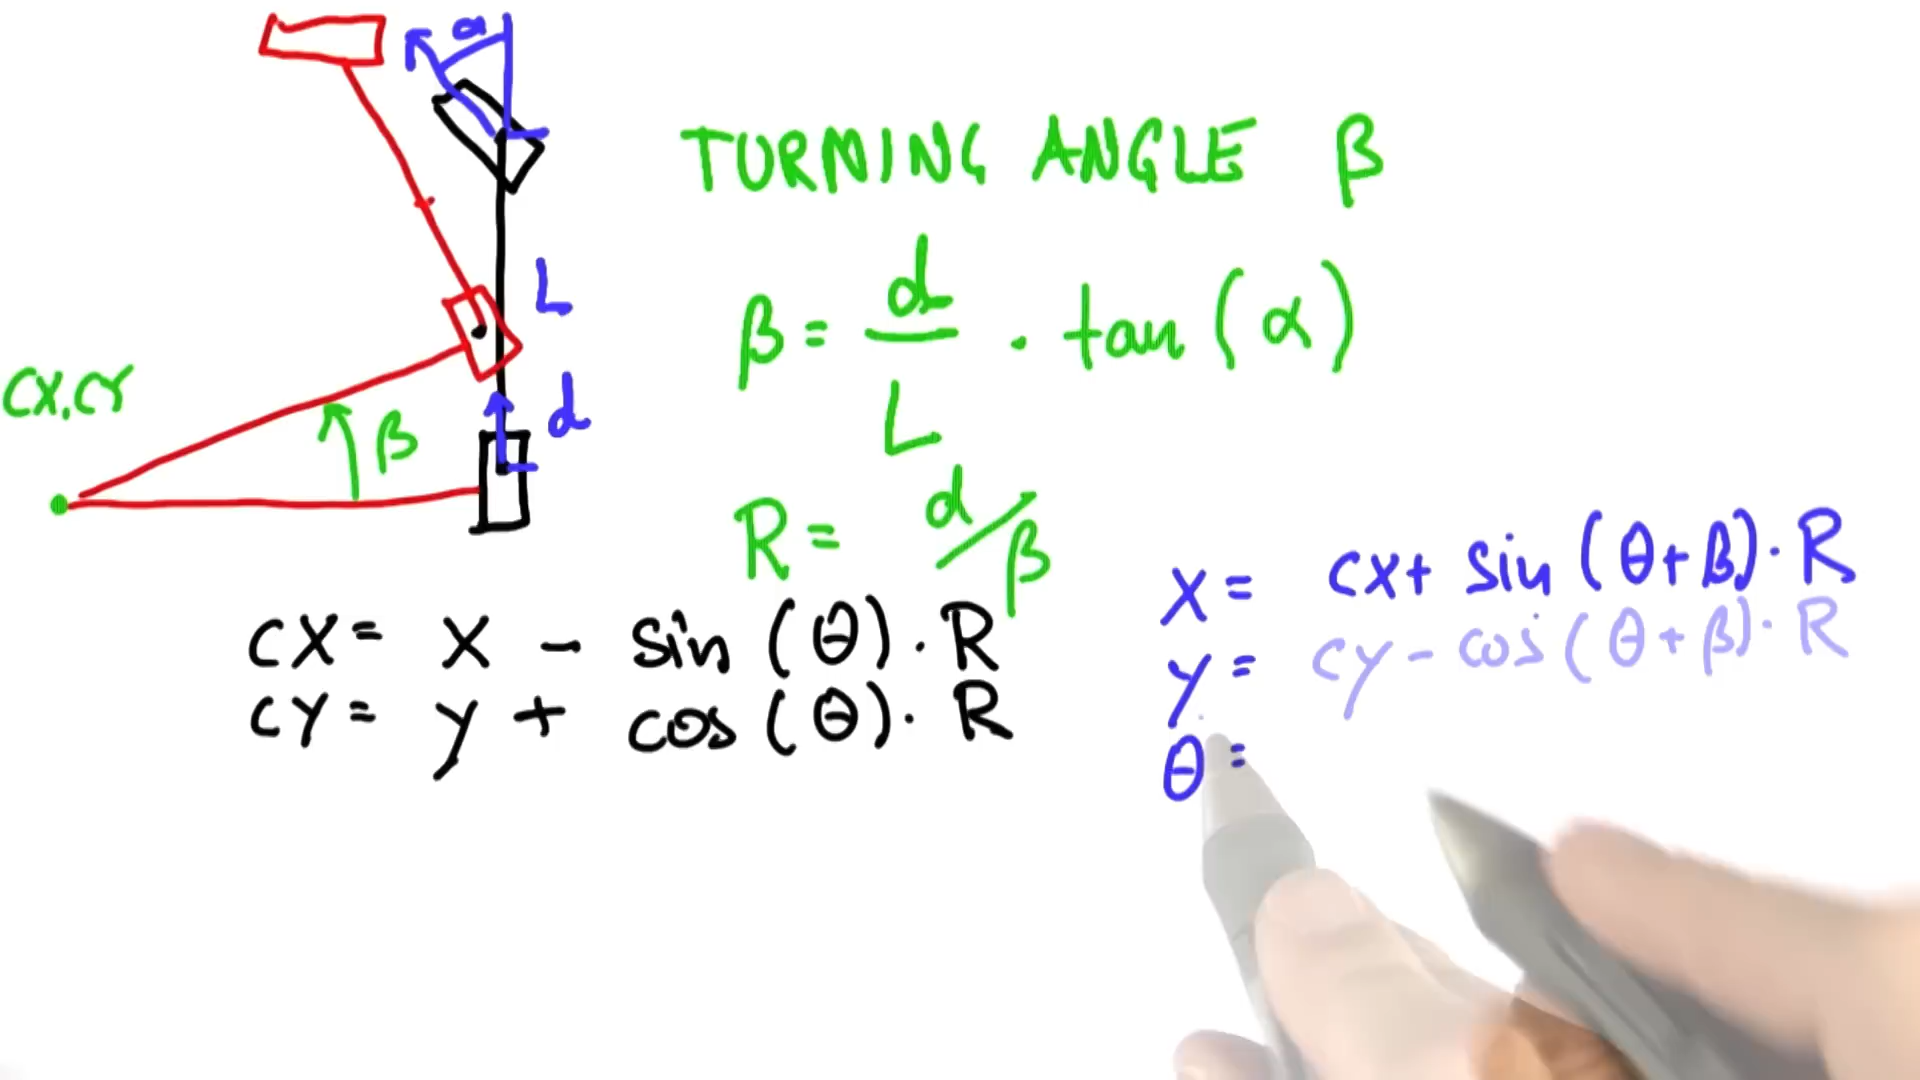 α
TURNING ANGLE β
L
β = d/L · tan(α)
CX,CY
d
β
R = d/β
X = CX + sin(θ+β)·R
CX = X - sin(θ)·R
y = cy - cos(θ+β)·R
CY = y + cos(θ)·R
θ =